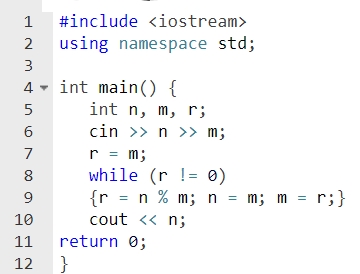 1 #include <iostream>
2 using namespace std;
3
4 int main() {
5 int n, m, r;
6 cin >> n >> m;
7 r = m;
8 while (r != 0)
9 {r = n % m; n = m; m = r;}
10 cout << n;
11 return 0;
12 }